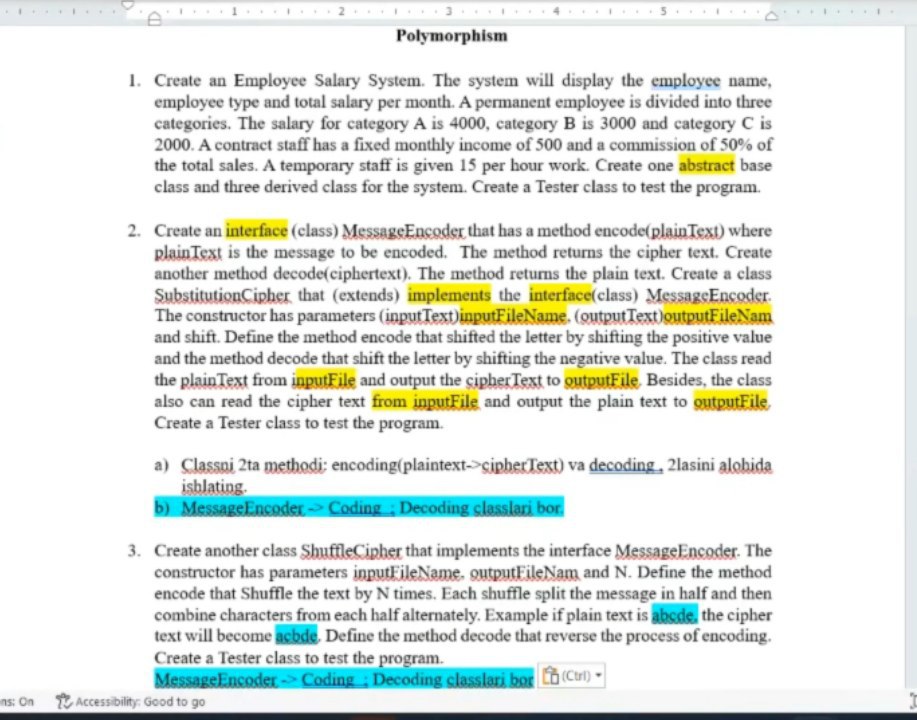 1 2 3 4 5
Polymorphism
1. Create an Employee Salary System. The system will display the employee name,
employee type and total salary per month. A permanent employee is divided into three
categories. The salary for category A is 4000, category B is 3000 and category C is
2000. A contract staff has a fixed monthly income of 500 and a commission of 50% of
the total sales. A temporary staff is given 15 per hour work. Create one abstract base
class and three derived class for the system. Create a Tester class to test the program.
2. Create an interface (class) MessageEncoder that has a method encode(plainText) where
plainText is the message to be encoded. The method returns the cipher text. Create
another method decode(ciphertext). The method returns the plain text. Create a class
SubstitutionCipher that (extends) implements the interface(class) MessageEncoder.
The constructor has parameters (inputText)inputFileName, (outputText)outputFileNam
and shift. Define the method encode that shifted the letter by shifting the positive value
and the method decode that shift the letter by shifting the negative value. The class read
the plainText from inputFile and output the cipherText to outputFile. Besides, the class
also can read the cipher text from inputFile and output the plain text to outputFile.
Create a Tester class to test the program.
a) Classni 2ta methodi: encoding(plaintext->cipherText) va decoding , 2lasini alohida
ishlating.
b) MessageEncoder -> Coding ; Decoding classlari bor.
3. Create another class ShuffleCipher that implements the interface MessageEncoder. The
constructor has parameters inputFileName, outputFileNam and N. Define the method
encode that Shuffle the text by N times. Each shuffle split the message in half and then
combine characters from each half alternately. Example if plain text is abcde, the cipher
text will become acbde. Define the method decode that reverse the process of encoding.
Create a Tester class to test the program.
MessageEncoder -> Coding ; Decoding classlari bor (Ctrl)
ns: On Accessibility: Good to go